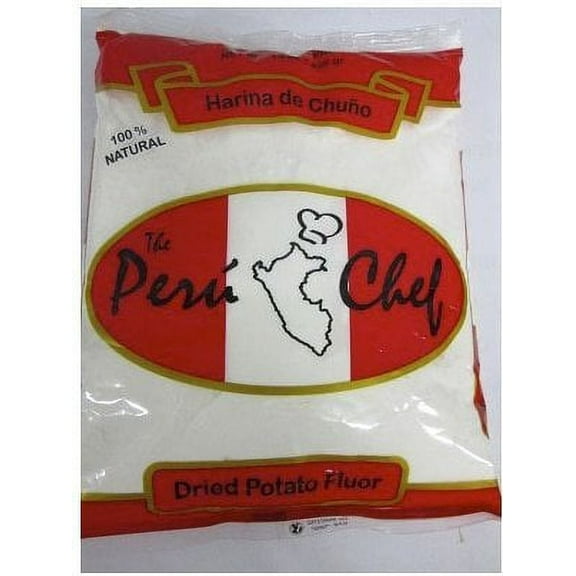 Harina de Chuño
100 %
NATURAL
The
Perú Chef
Dried Potato Fluor